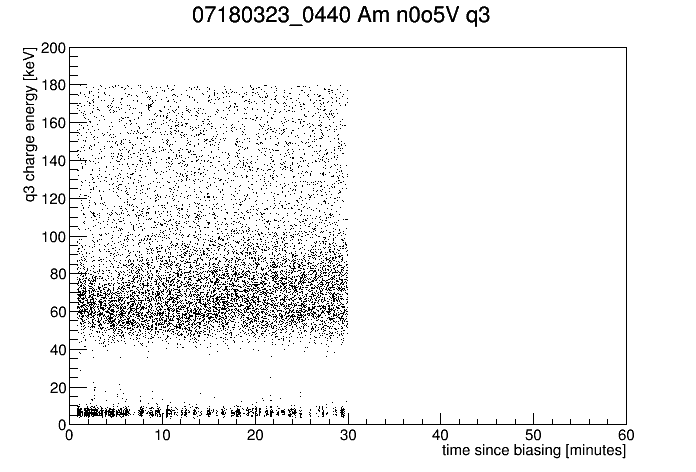 07180323_0440 Am n0o5V q3
q3 charge energy [keV]
200
180
160
140
120
100
80
60
40
20
0
0 10 20 30 40 50 60
time since biasing [minutes]